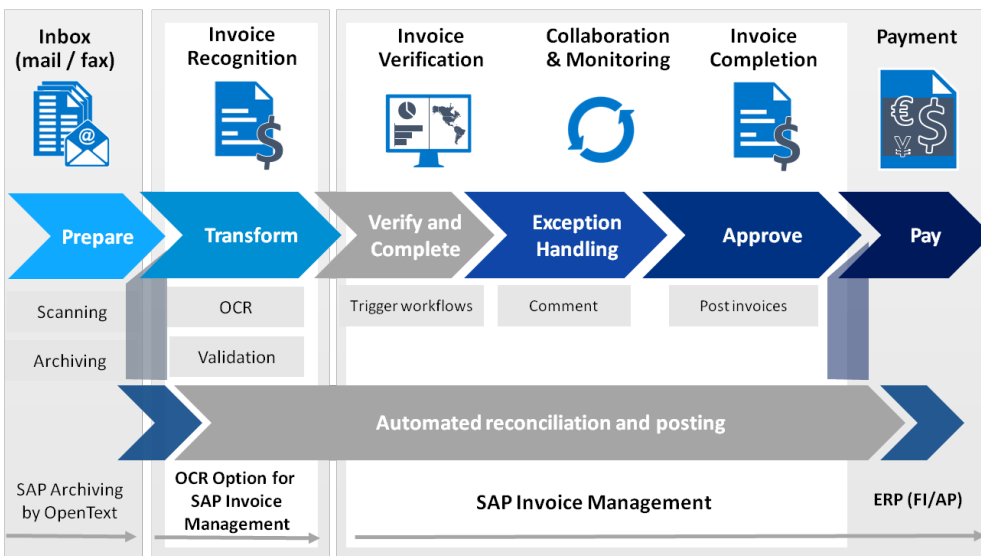 Inbox
(mail / fax)
Invoice
Recognition
Invoice
Verification
Collaboration
& Monitoring
Invoice
Completion
Payment
@
$
$
€
$
¥
Prepare
Transform
Verify and
Complete
Exception
Handling
Approve
Pay
Scanning
OCR
Trigger workflows
Comment
Post invoices
Archiving
Validation
Automated reconciliation and posting
SAP Archiving
by OpenText
OCR Option for
SAP Invoice
Management
SAP Invoice Management
ERP (FI/AP)